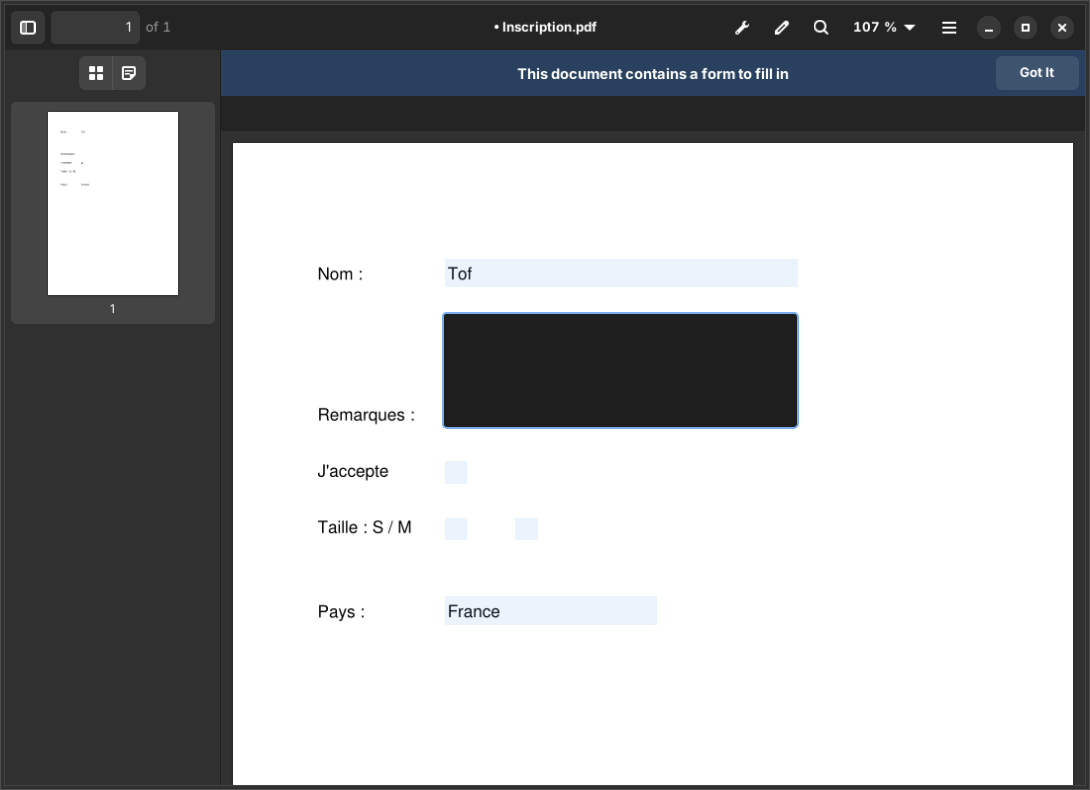 1 of 1
• Inscription.pdf
107 %
This document contains a form to fill in
Got It
1
Nom :
Tof
Remarques :
J'accepte
Taille : S / M
Pays :
France